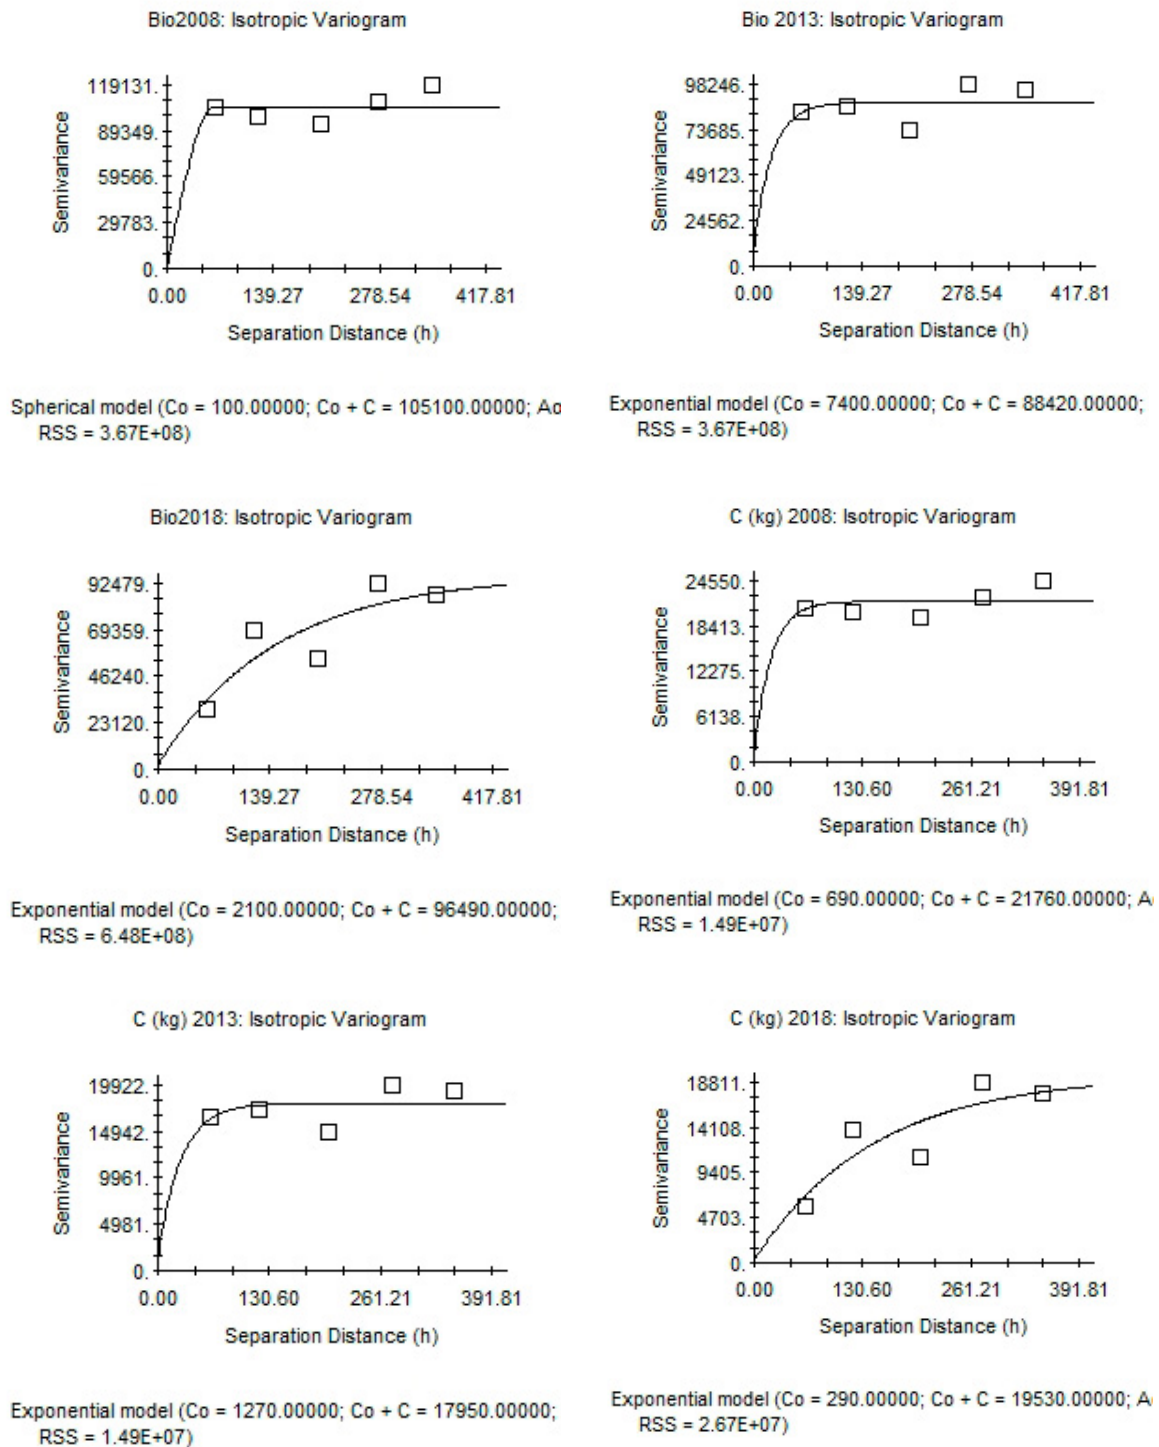 Bio2008: Isotropic Variogram
119131.
89349.
59566.
29783.
0.
Semivariance
0.00 139.27 278.54 417.81
Separation Distance (h)
Spherical model (Co = 100.00000; Co + C = 105100.00000; Ao
RSS = 3.67E+08)
Bio 2013: Isotropic Variogram
98246.
73685.
49123.
24562.
0.
Semivariance
0.00 139.27 278.54 417.81
Separation Distance (h)
Exponential model (Co = 7400.00000; Co + C = 88420.00000;
RSS = 3.67E+08)
Bio2018: Isotropic Variogram
92479.
69359.
46240.
23120.
0.
Semivariance
0.00 139.27 278.54 417.81
Separation Distance (h)
Exponential model (Co = 2100.00000; Co + C = 96490.00000;
RSS = 6.48E+08)
C (kg) 2008: Isotropic Variogram
24550.
18413.
12275.
6138.
0.
Semivariance
0.00 130.60 261.21 391.81
Separation Distance (h)
Exponential model (Co = 690.00000; Co + C = 21760.00000; A
RSS = 1.49E+07)
C (kg) 2013: Isotropic Variogram
19922.
14942.
9961.
4981.
0.
Semivariance
0.00 130.60 261.21 391.81
Separation Distance (h)
Exponential model (Co = 1270.00000; Co + C = 17950.00000;
RSS = 1.49E+07)
C (kg) 2018: Isotropic Variogram
18811.
14108.
9405.
4703.
0.
Semivariance
0.00 130.60 261.21 391.81
Separation Distance (h)
Exponential model (Co = 290.00000; Co + C = 19530.00000; A
RSS = 2.67E+07)